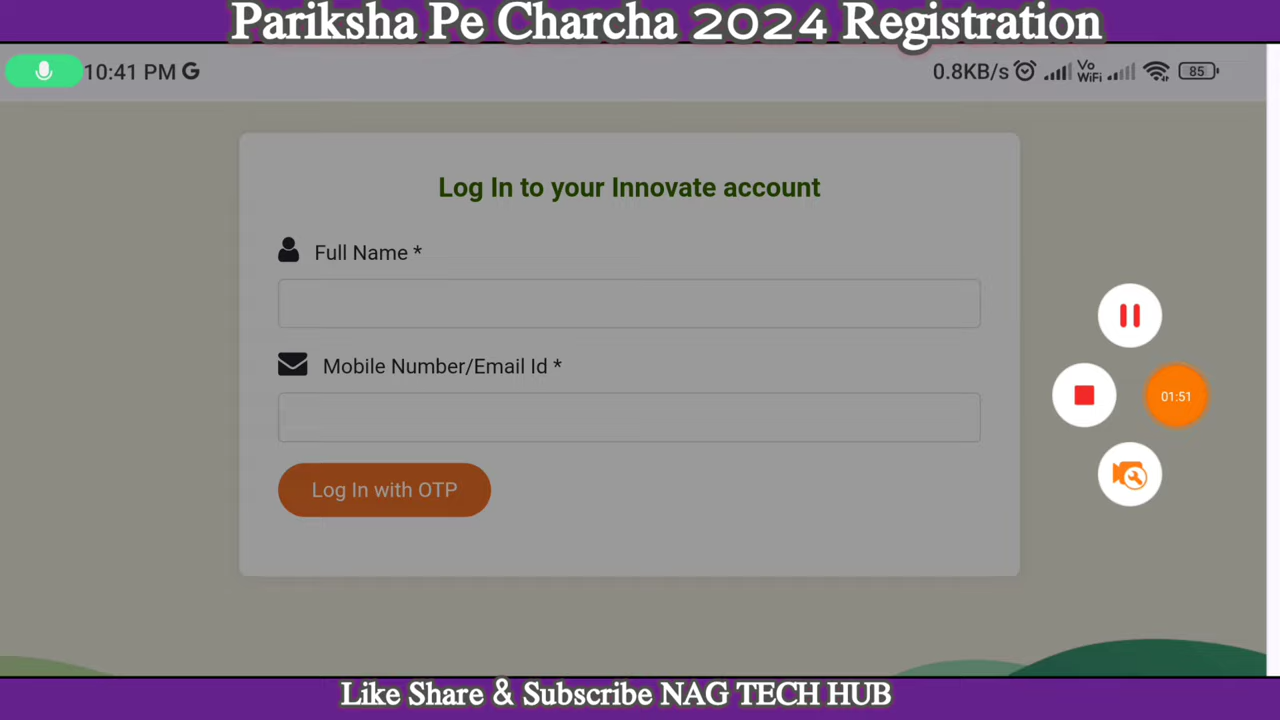 Pariksha Pe Charcha 2024 Registration
10:41 PM G
0.8KB/s Vo WiFi 85
Log In to your Innovate account
Full Name *
Mobile Number/Email Id *
01:51
Log In with OTP
Like Share & Subscribe NAG TECH HUB